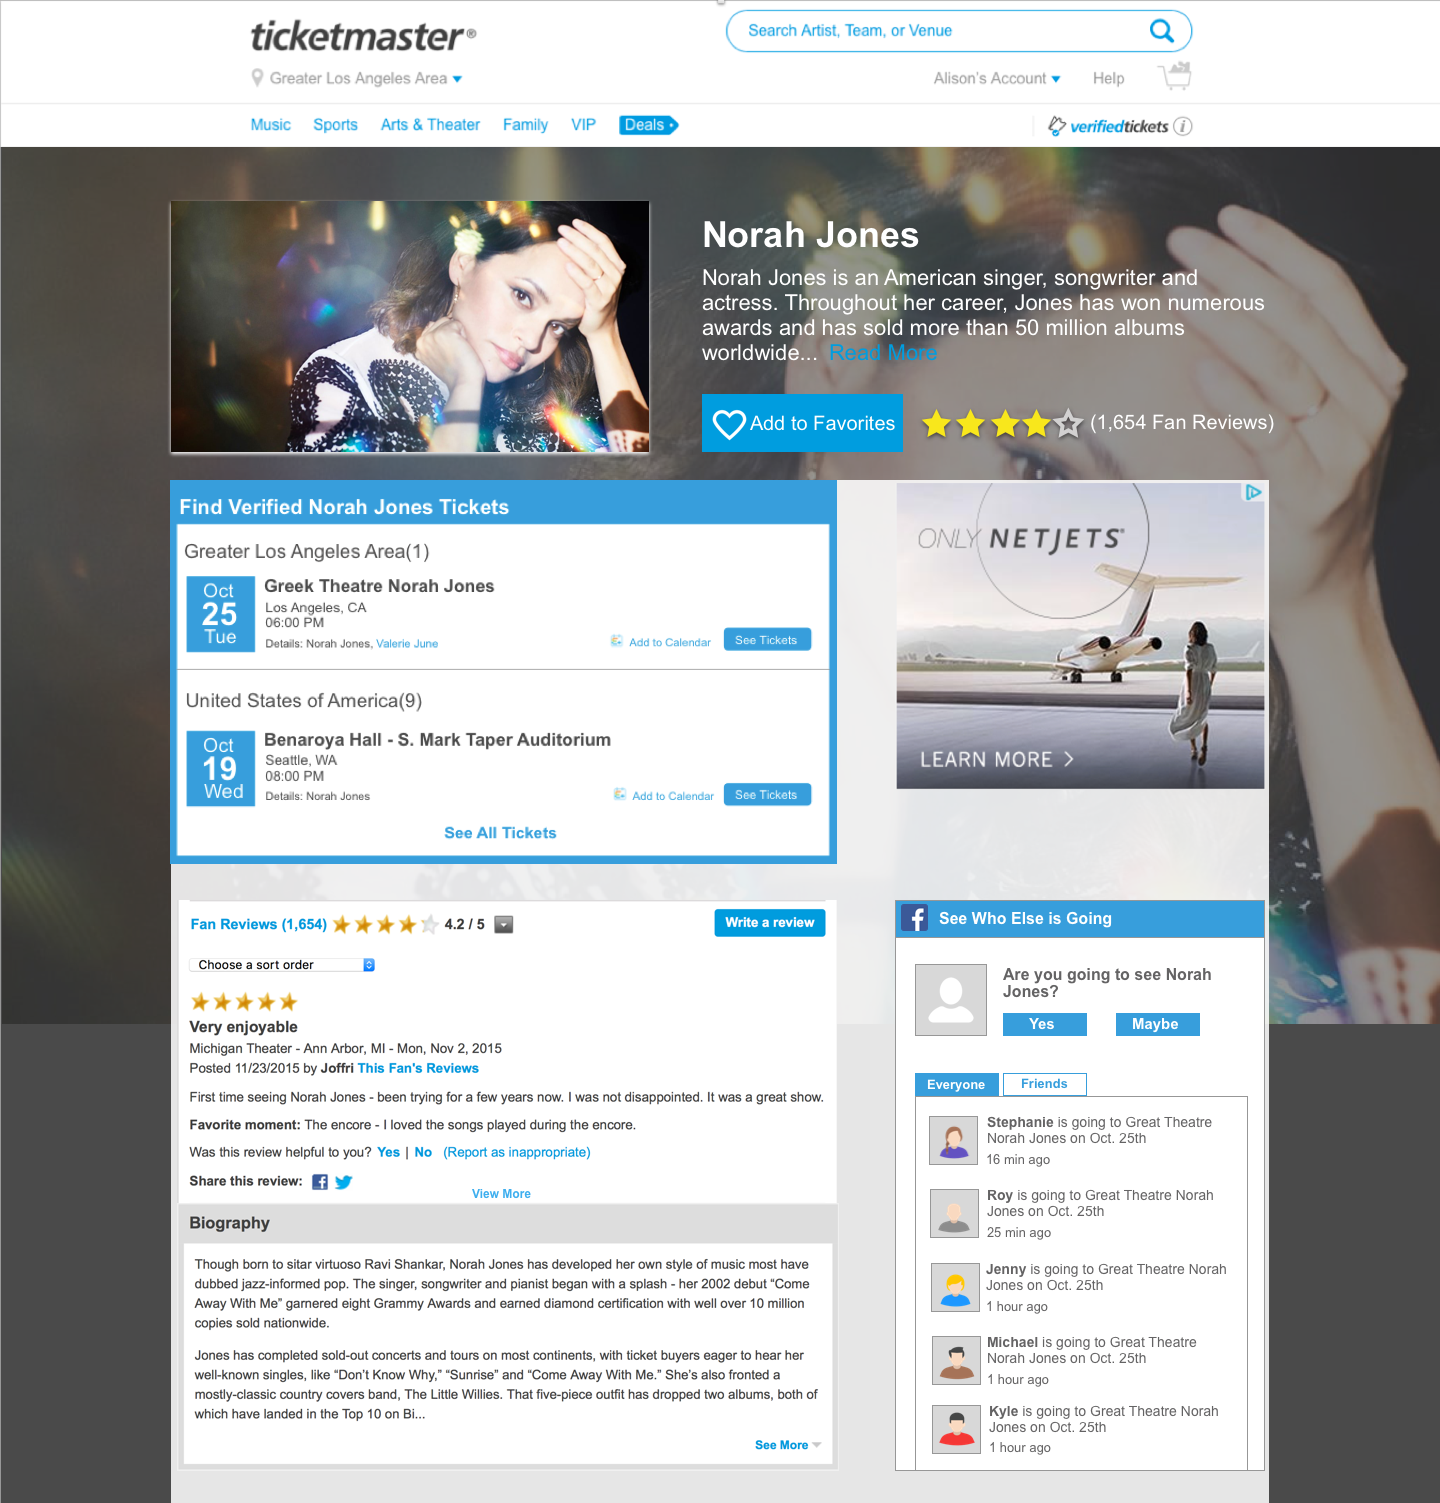 ticketmaster®
Search Artist, Team, or Venue
Greater Los Angeles Area
Alison's Account
Help
Music
Sports
Arts & Theater
Family
VIP
Deals
verifiedtickets i
Norah Jones
Norah Jones is an American singer, songwriter and
actress. Throughout her career, Jones has won numerous
awards and has sold more than 50 million albums
worldwide... Read More
Add to Favorites
(1,654 Fan Reviews)
Find Verified Norah Jones Tickets
Greater Los Angeles Area(1)
Oct
25
Tue
Greek Theatre Norah Jones
Los Angeles, CA
06:00 PM
Details: Norah Jones, Valerie June
Add to Calendar
See Tickets
United States of America(9)
Oct
19
Wed
Benaroya Hall - S. Mark Taper Auditorium
Seattle, WA
08:00 PM
Details: Norah Jones
Add to Calendar
See Tickets
See All Tickets
ONLY NETJETS®
LEARN MORE >
Fan Reviews (1,654)
4.2 / 5
Write a review
Choose a sort order
Very enjoyable
Michigan Theater - Ann Arbor, MI - Mon, Nov 2, 2015
Posted 11/23/2015 by Joffri This Fan's Reviews
First time seeing Norah Jones - been trying for a few years now. I was not disappointed. It was a great show.
Favorite moment: The encore - I loved the songs played during the encore.
Was this review helpful to you? Yes | No (Report as inappropriate)
Share this review:
View More
Biography
Though born to sitar virtuoso Ravi Shankar, Norah Jones has developed her own style of music most have
dubbed jazz-informed pop. The singer, songwriter and pianist began with a splash - her 2002 debut “Come
Away With Me” garnered eight Grammy Awards and earned diamond certification with well over 10 million
copies sold nationwide.
Jones has completed sold-out concerts and tours on most continents, with ticket buyers eager to hear her
well-known singles, like “Don’t Know Why,” “Sunrise” and “Come Away With Me.” She’s also fronted a
mostly-classic country covers band, The Little Willies. That five-piece outfit has dropped two albums, both of
which have landed in the Top 10 on Bi...
See More
See Who Else is Going
Are you going to see Norah
Jones?
Yes
Maybe
Everyone
Friends
Stephanie is going to Great Theatre
Norah Jones on Oct. 25th
16 min ago
Roy is going to Great Theatre Norah
Jones on Oct. 25th
25 min ago
Jenny is going to Great Theatre Norah
Jones on Oct. 25th
1 hour ago
Michael is going to Great Theatre
Norah Jones on Oct. 25th
1 hour ago
Kyle is going to Great Theatre Norah
Jones on Oct. 25th
1 hour ago